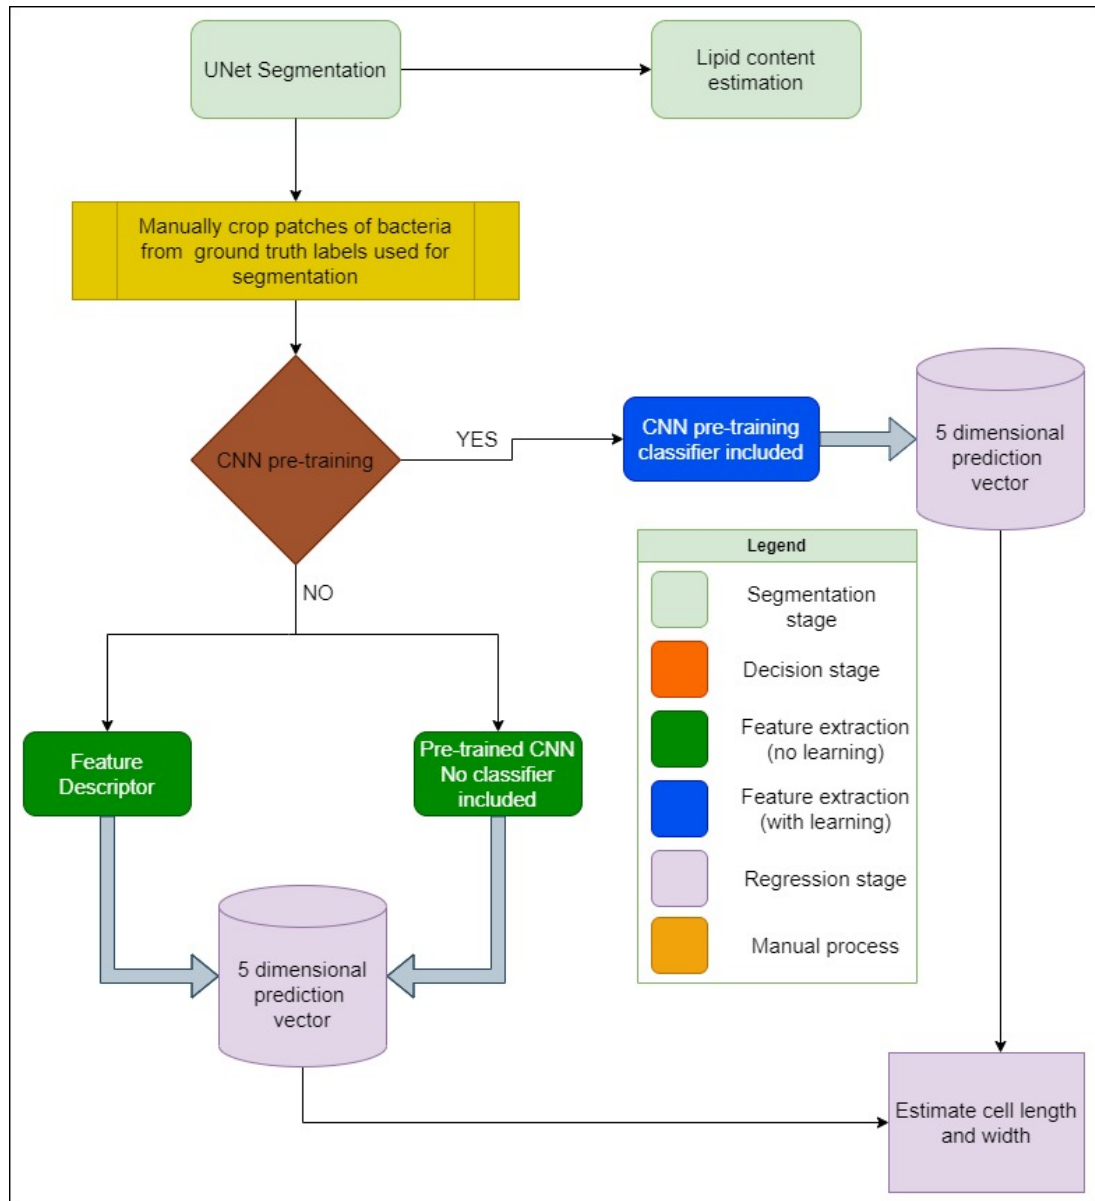 UNet Segmentation
Lipid content
estimation
Manually crop patches of bacteria
from ground truth labels used for
segmentation
CNN pre-training
YES
CNN pre-training
classifier included
5 dimensional
prediction
vector
NO
Legend
Segmentation
stage
Decision stage
Feature extraction
(no learning)
Feature extraction
(with learning)
Regression stage
Manual process
Feature
Descriptor
Pre-trained CNN
No classifier
included
5 dimensional
prediction
vector
Estimate cell length
and width